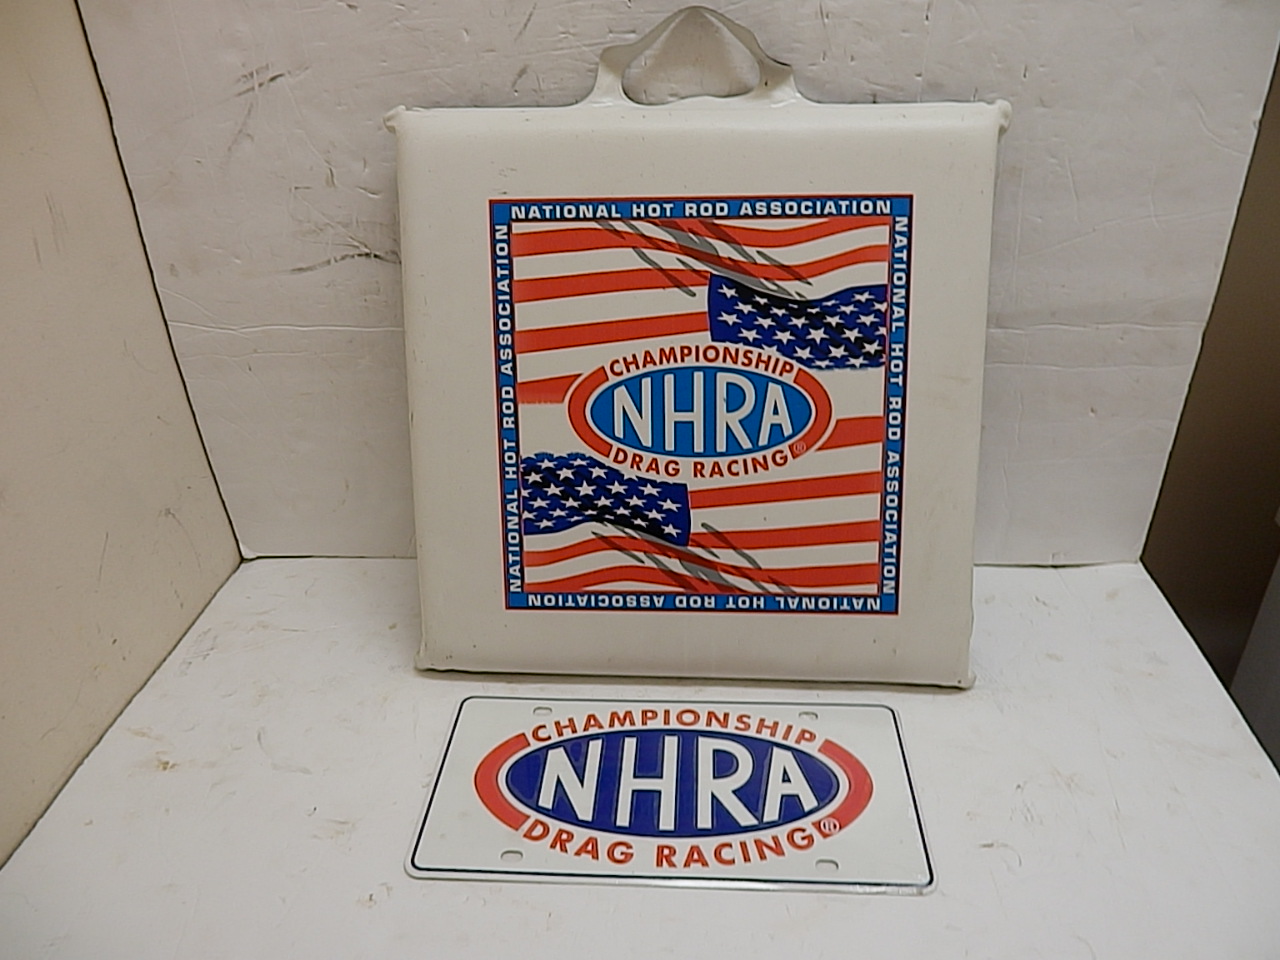 NATIONAL HOT ROD ASSOCIATION
NATIONAL HOT ROD ASSOCIATION
NATIONAL HOT ROD ASSOCIATION
CHAMPIONSHIP
NHRA
DRAG RACING®
NATIONAL HOT ROD ASSOCIATION
CHAMPIONSHIP
NHRA
DRAG RACING®